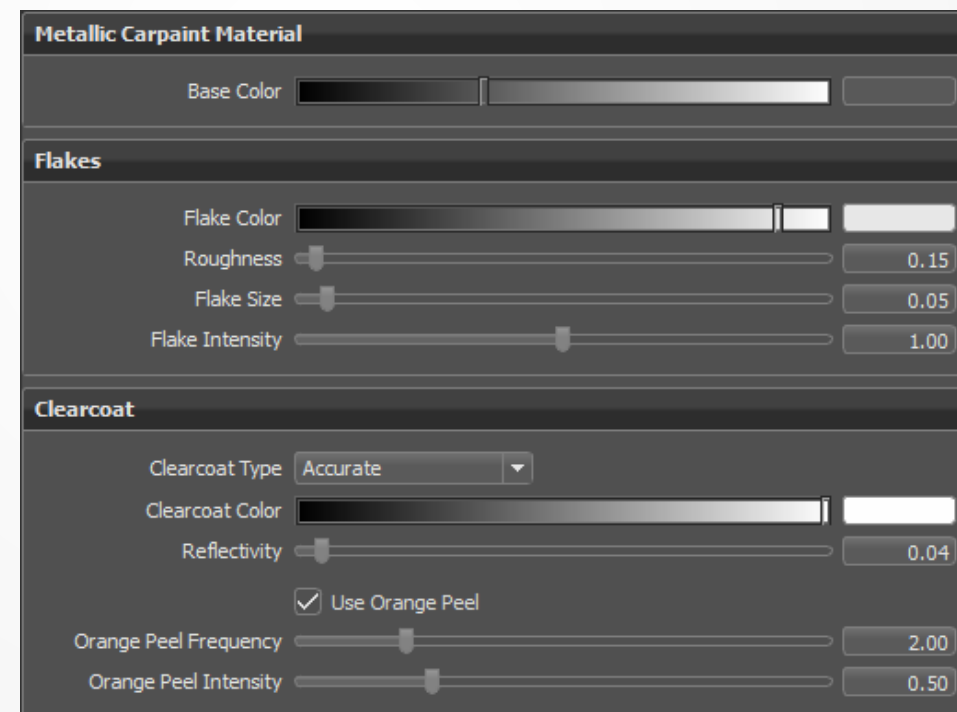 Metallic Carpaint Material
Base Color
Flakes
Flake Color
Roughness 0.15
Flake Size 0.05
Flake Intensity 1.00
Clearcoat
Clearcoat Type Accurate
Clearcoat Color
Reflectivity 0.04
Use Orange Peel
Orange Peel Frequency 2.00
Orange Peel Intensity 0.50